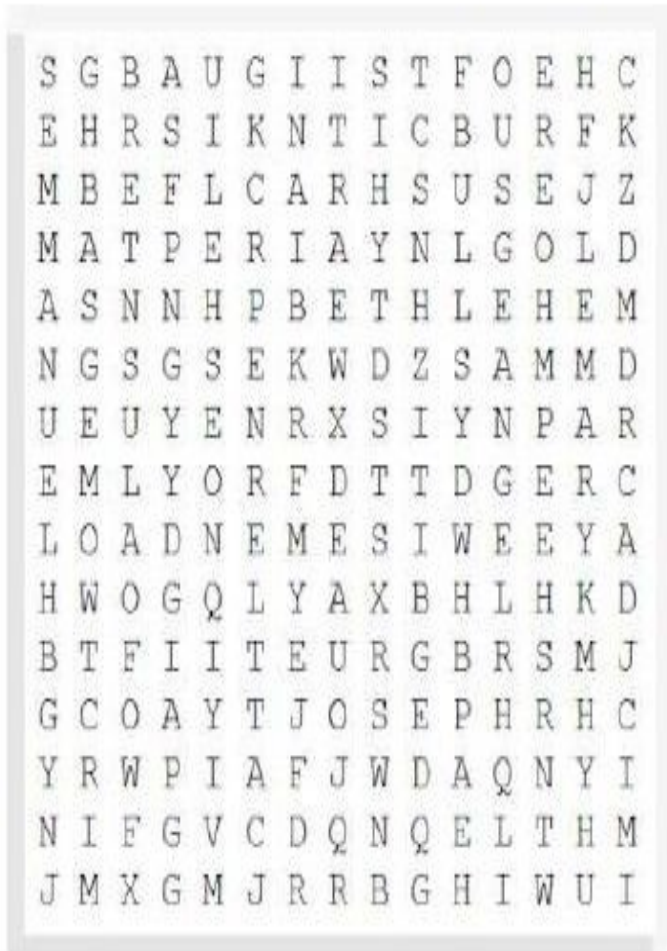 S G B A U G I I S T F O E H C
E H R S I K N T I C B U R F K
M B E F L C A R H S U S E J Z
M A T P E R I A Y N L G O L D
A S N N H P B E T H L E H E M
N G S G S E K W D Z S A M M D
U E U Y E N R X S I Y N P A R
E M L Y O R F D T T D G E R C
L O A D N E M E S I W E E Y A
H W O G Q L Y A X B H L H K D
B T F I I T E U R G B R S M J
G C O A Y T J O S E P H R H C
Y R W P I A F J W D A Q N Y I
N I F G V C D Q N Q E L T H M
J M X G M J R R B G H I W U I